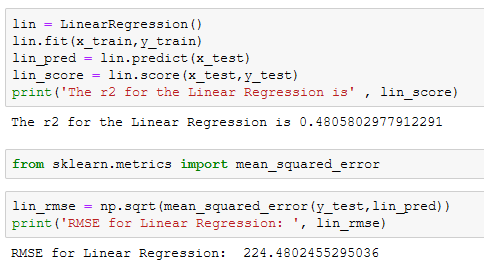 lin = LinearRegression()
lin.fit(x_train,y_train)
lin_pred = lin.predict(x_test)
lin_score = lin.score(x_test,y_test)
print('The r2 for the Linear Regression is' , lin_score)
The r2 for the Linear Regression is 0.4805802977912291
from sklearn.metrics import mean_squared_error
lin_rmse = np.sqrt(mean_squared_error(y_test,lin_pred))
print('RMSE for Linear Regression: ', lin_rmse)
RMSE for Linear Regression:  224.4802455295036